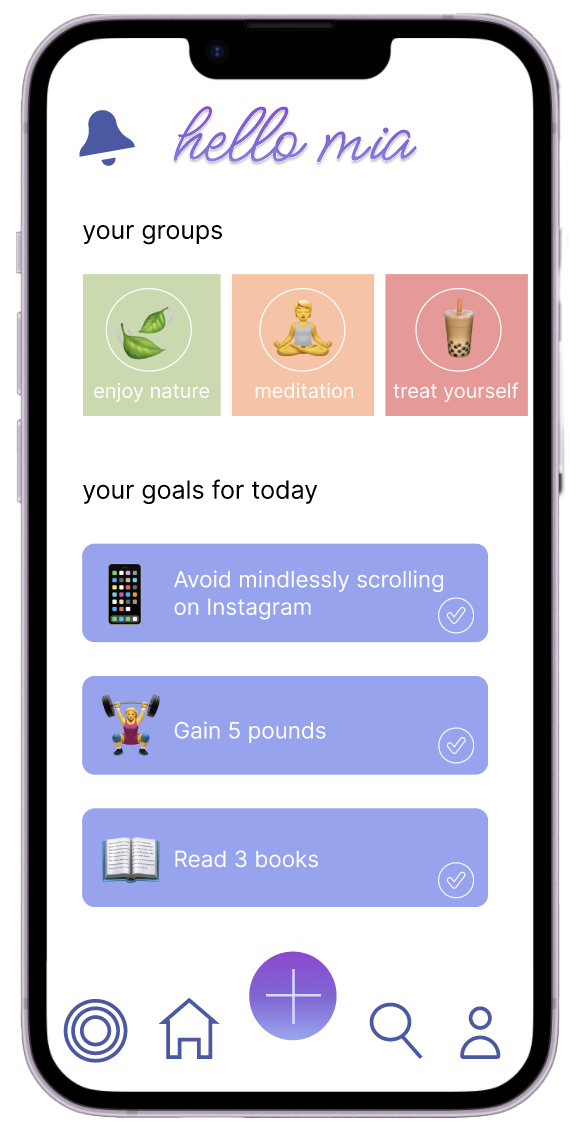 hello mia
your groups
enjoy nature
meditation
treat yourself
your goals for today
Avoid mindlessly scrolling
on Instagram
Gain 5 pounds
Read 3 books